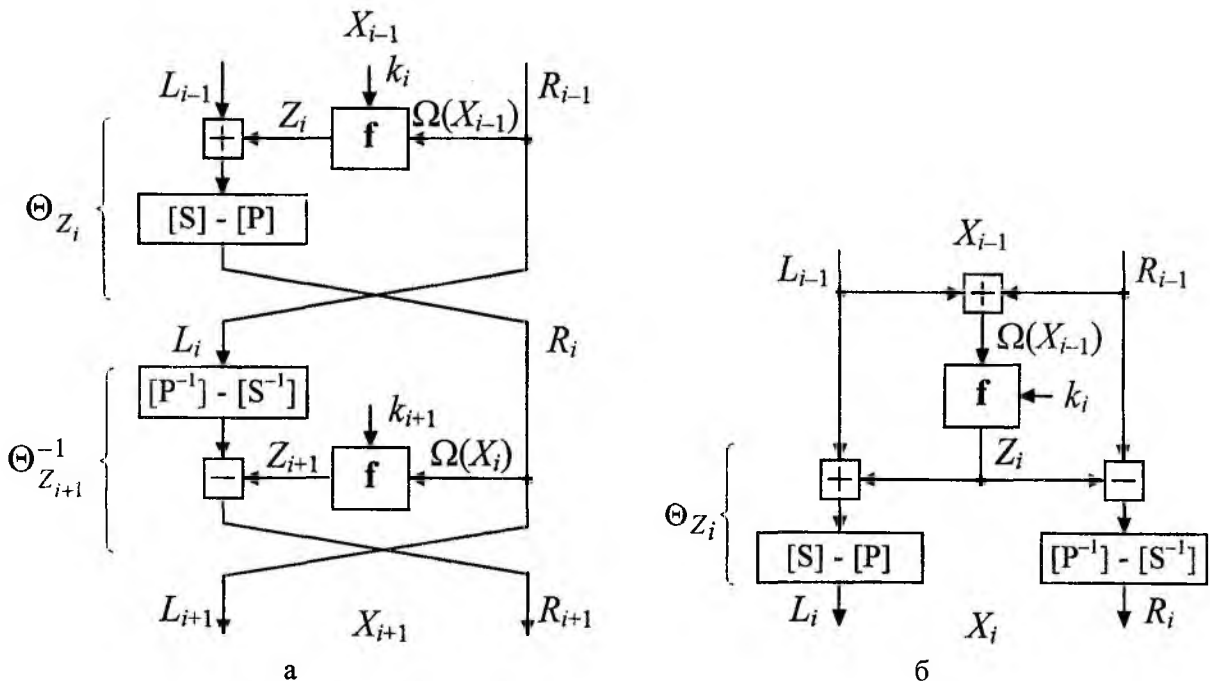 X_{i−1}
k_i
L_{i−1}
R_{i−1}
Z_i
Ω(X_{i−1})
+
f
Θ_{Z_i}
[S] - [P]
L_i
R_i
[P^{−1}] - [S^{−1}]
k_{i+1}
Θ^{−1}_{Z_{i+1}}
Z_{i+1}
Ω(X_i)
−
f
L_{i+1}
X_{i+1}
R_{i+1}
а
X_{i−1}
L_{i−1}
R_{i−1}
+
Ω(X_{i−1})
f
k_i
Z_i
+
−
Θ_{Z_i}
[S] - [P]
[P^{−1}] - [S^{−1}]
L_i
X_i
R_i
б